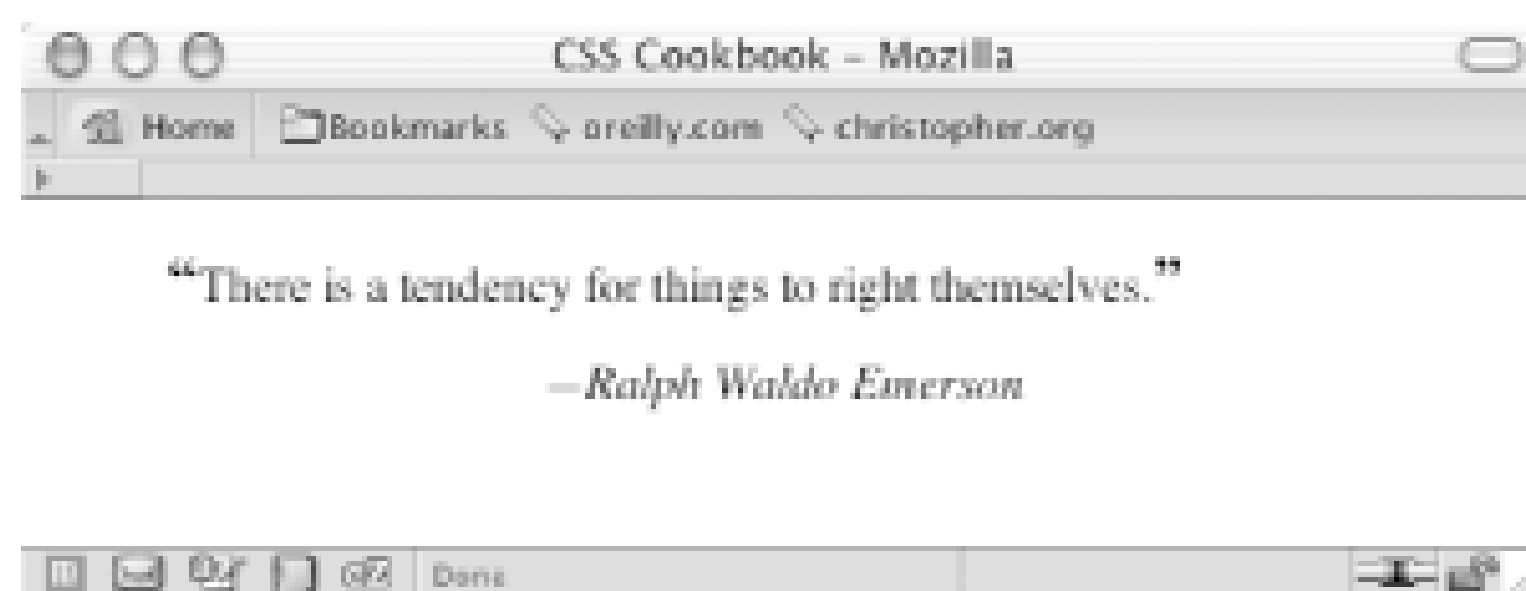 CSS Cookbook – Mozilla
Home Bookmarks oreilly.com christopher.org
“There is a tendency for things to right themselves.”
—Ralph Waldo Emerson
Done